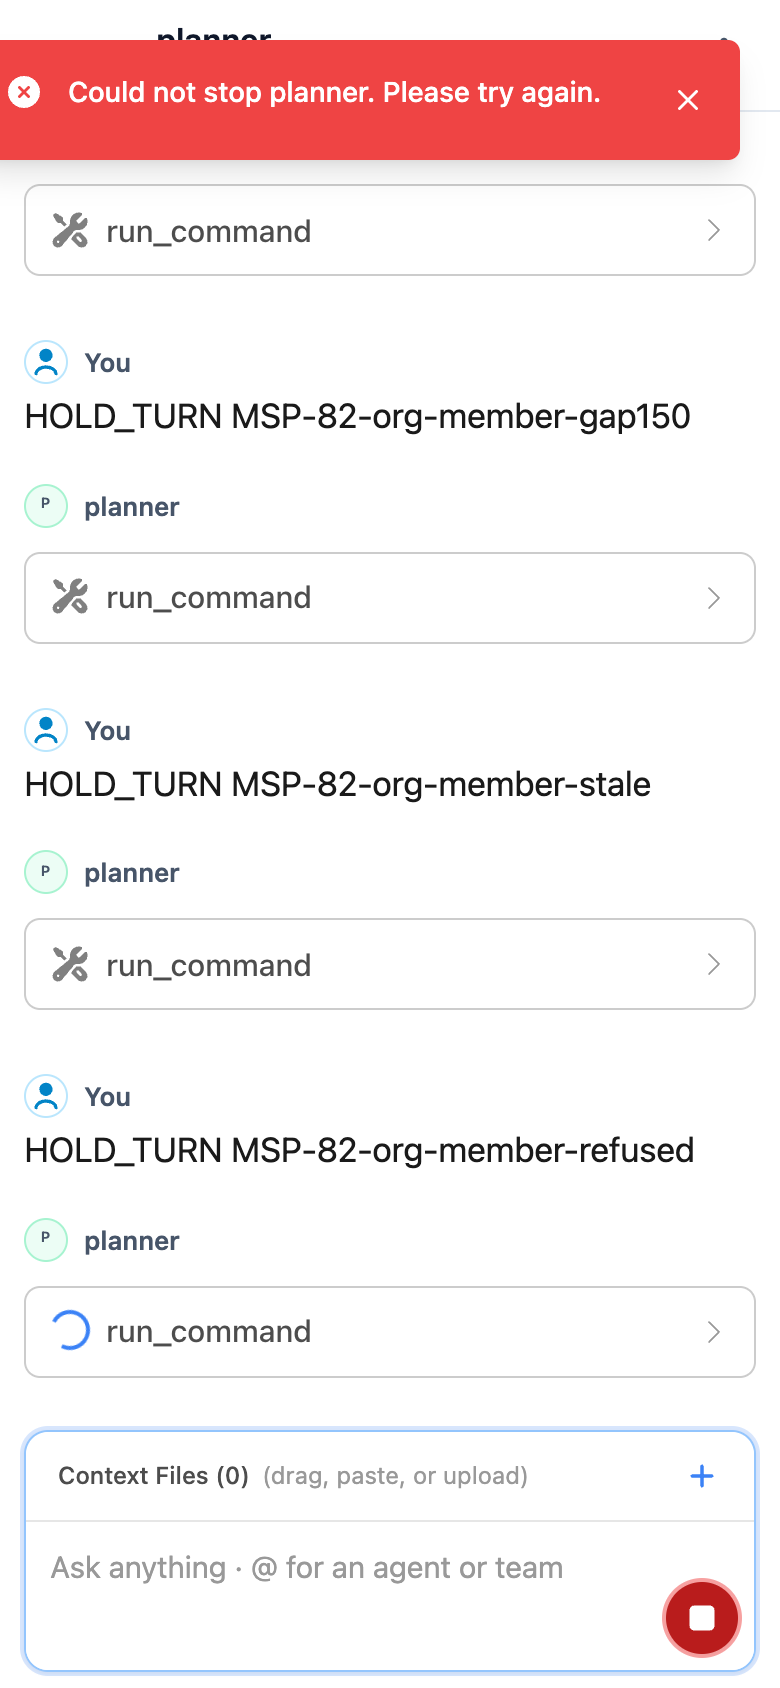 planner
Could not stop planner. Please try again.
run_command
You
HOLD_TURN MSP-82-org-member-gap150
P
planner
run_command
You
HOLD_TURN MSP-82-org-member-stale
P
planner
run_command
You
HOLD_TURN MSP-82-org-member-refused
P
planner
run_command
Context Files (0) (drag, paste, or upload)
Ask anything · @ for an agent or team